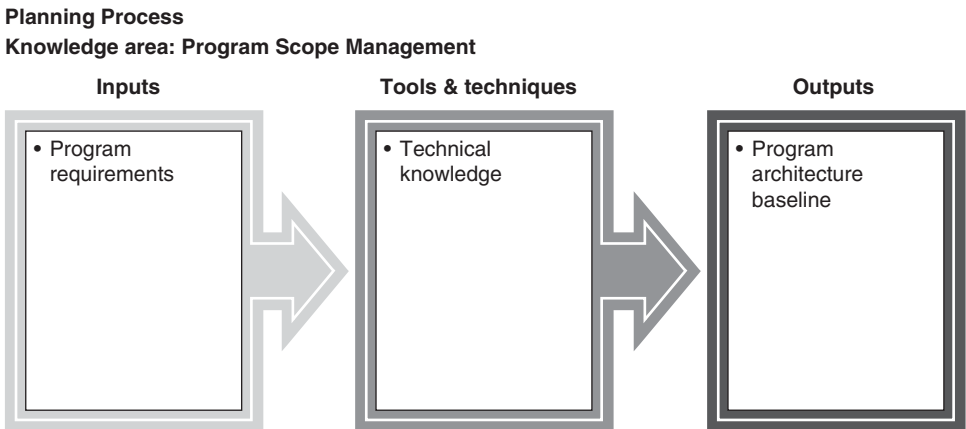 Planning Process
Knowledge area: Program Scope Management
Inputs
Tools & techniques
Outputs
• Program
requirements
• Technical
knowledge
• Program
architecture
baseline